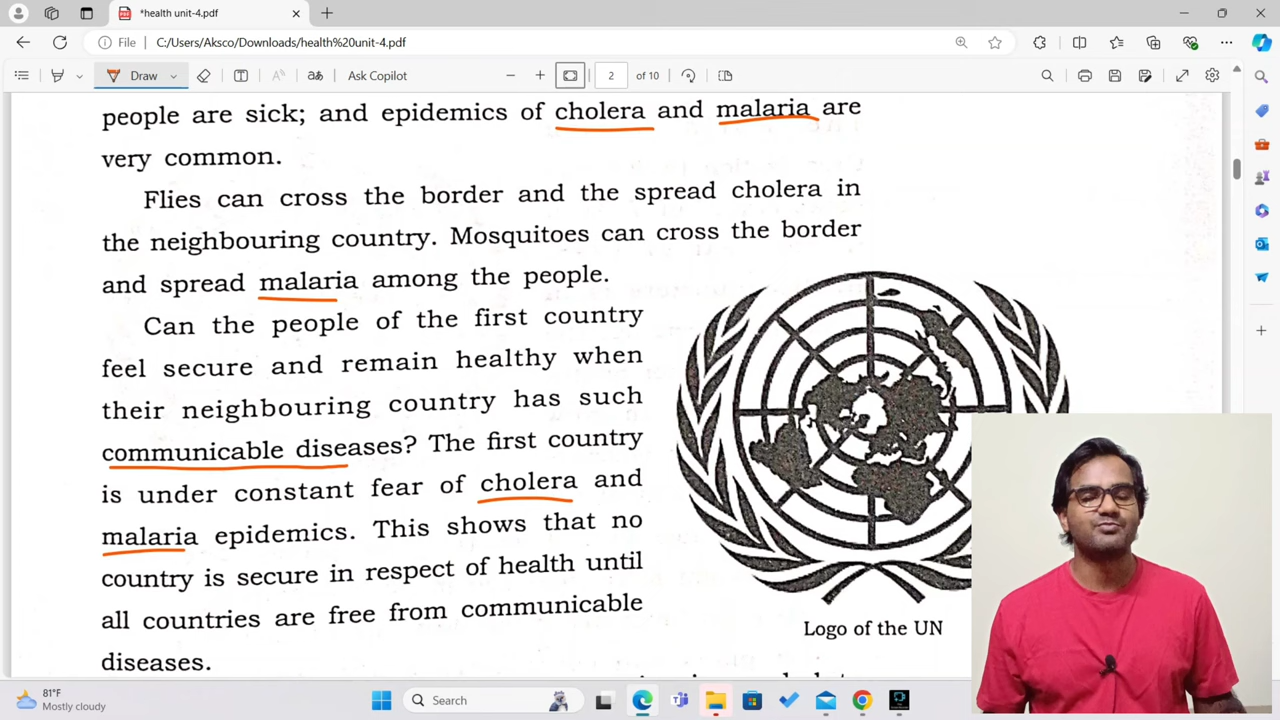 *health unit-4.pdf
File C:/Users/Aksco/Downloads/health%20unit-4.pdf
Draw Ask Copilot 2 of 10
people are sick; and epidemics of cholera and malaria are
very common.
Flies can cross the border and the spread cholera in
the neighbouring country. Mosquitoes can cross the border
and spread malaria among the people.
Can the people of the first country
feel secure and remain healthy when
their neighbouring country has such
communicable diseases? The first country
is under constant fear of cholera and
malaria epidemics. This shows that no
country is secure in respect of health until
all countries are free from communicable
diseases.
Logo of the UN
81°F
Mostly cloudy
Search